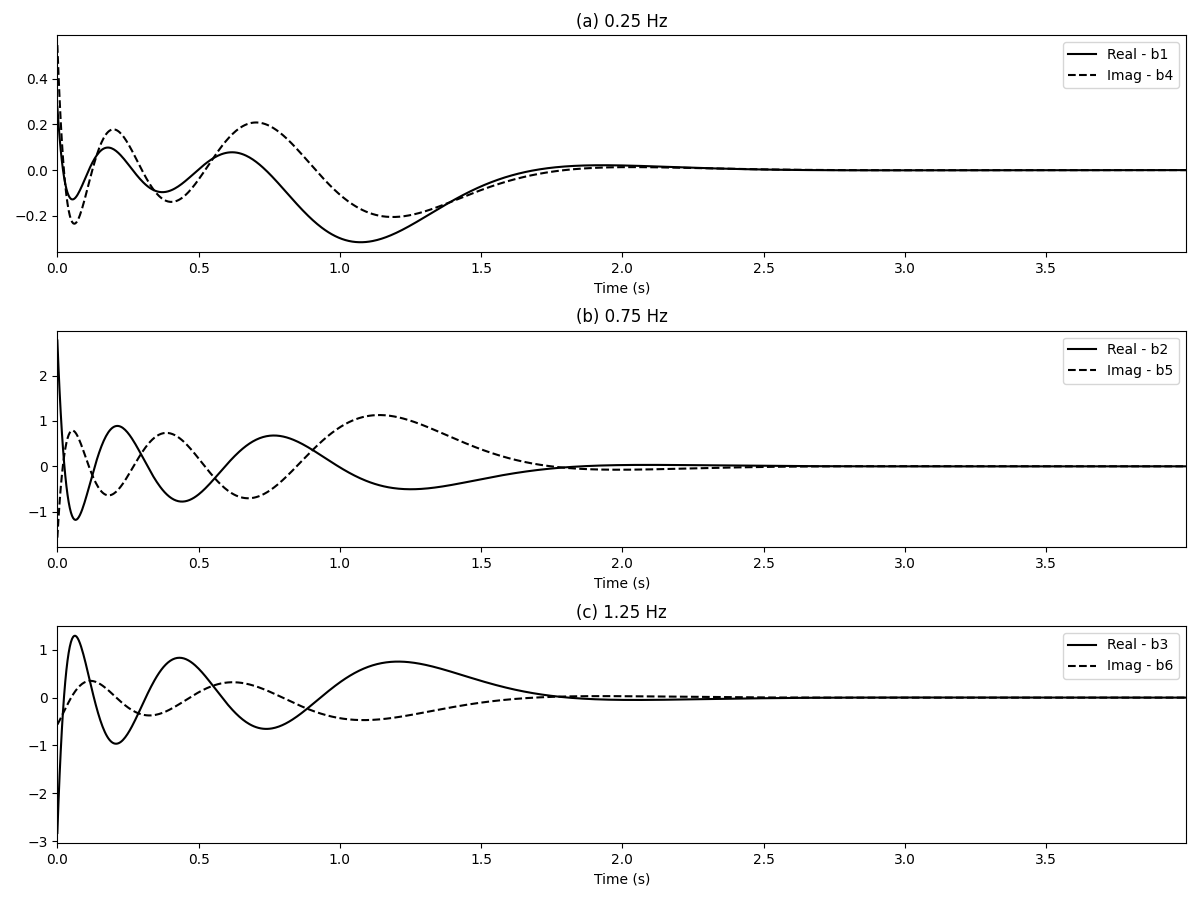 (a) 0.25 Hz
0.4
0.2
0.0
−0.2
Real - b1
Imag - b4
0.0 0.5 1.0 1.5 2.0 2.5 3.0 3.5
Time (s)
(b) 0.75 Hz
2
1
0
−1
Real - b2
Imag - b5
0.0 0.5 1.0 1.5 2.0 2.5 3.0 3.5
Time (s)
(c) 1.25 Hz
1
0
−1
−2
−3
Real - b3
Imag - b6
0.0 0.5 1.0 1.5 2.0 2.5 3.0 3.5
Time (s)